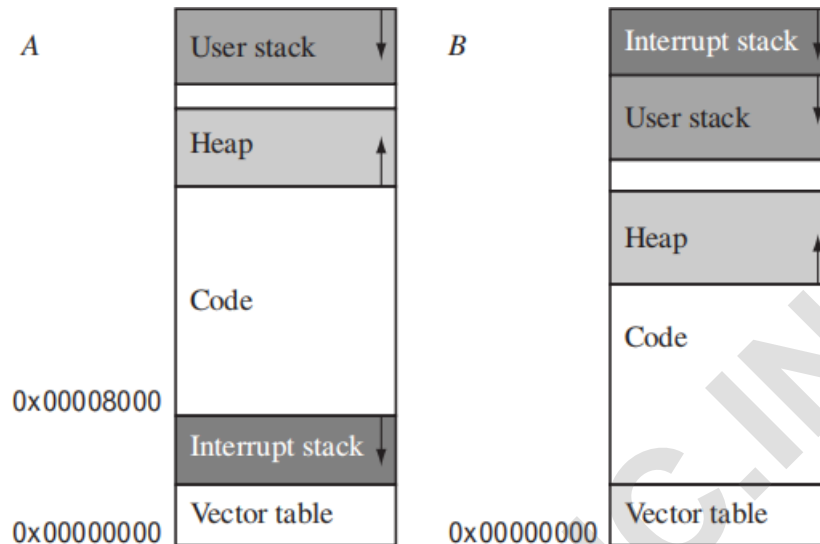 A
User stack
Heap
Code
0x00008000
Interrupt stack
Vector table
0x00000000
B
Interrupt stack
User stack
Heap
Code
Vector table
0x00000000
C.IN